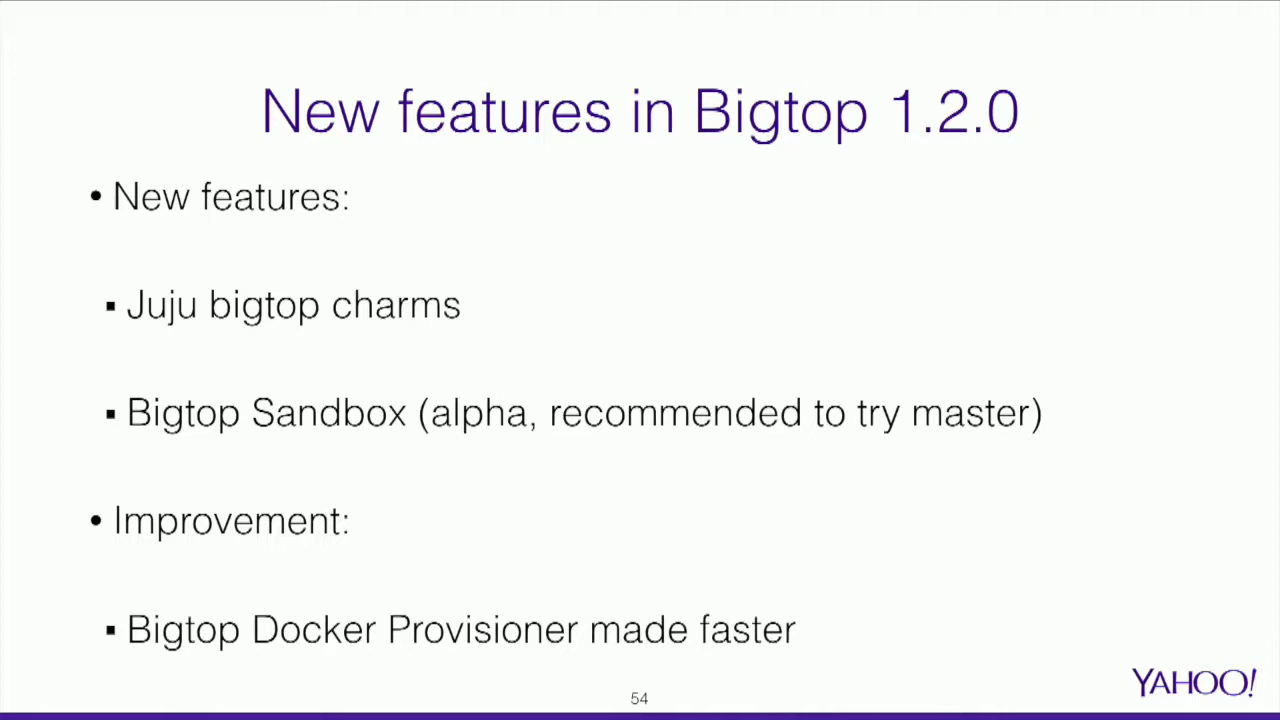 New features in Bigtop 1.2.0
• New features:
▪ Juju bigtop charms
▪ Bigtop Sandbox (alpha, recommended to try master)
• Improvement:
▪ Bigtop Docker Provisioner made faster
54
YAHOO!